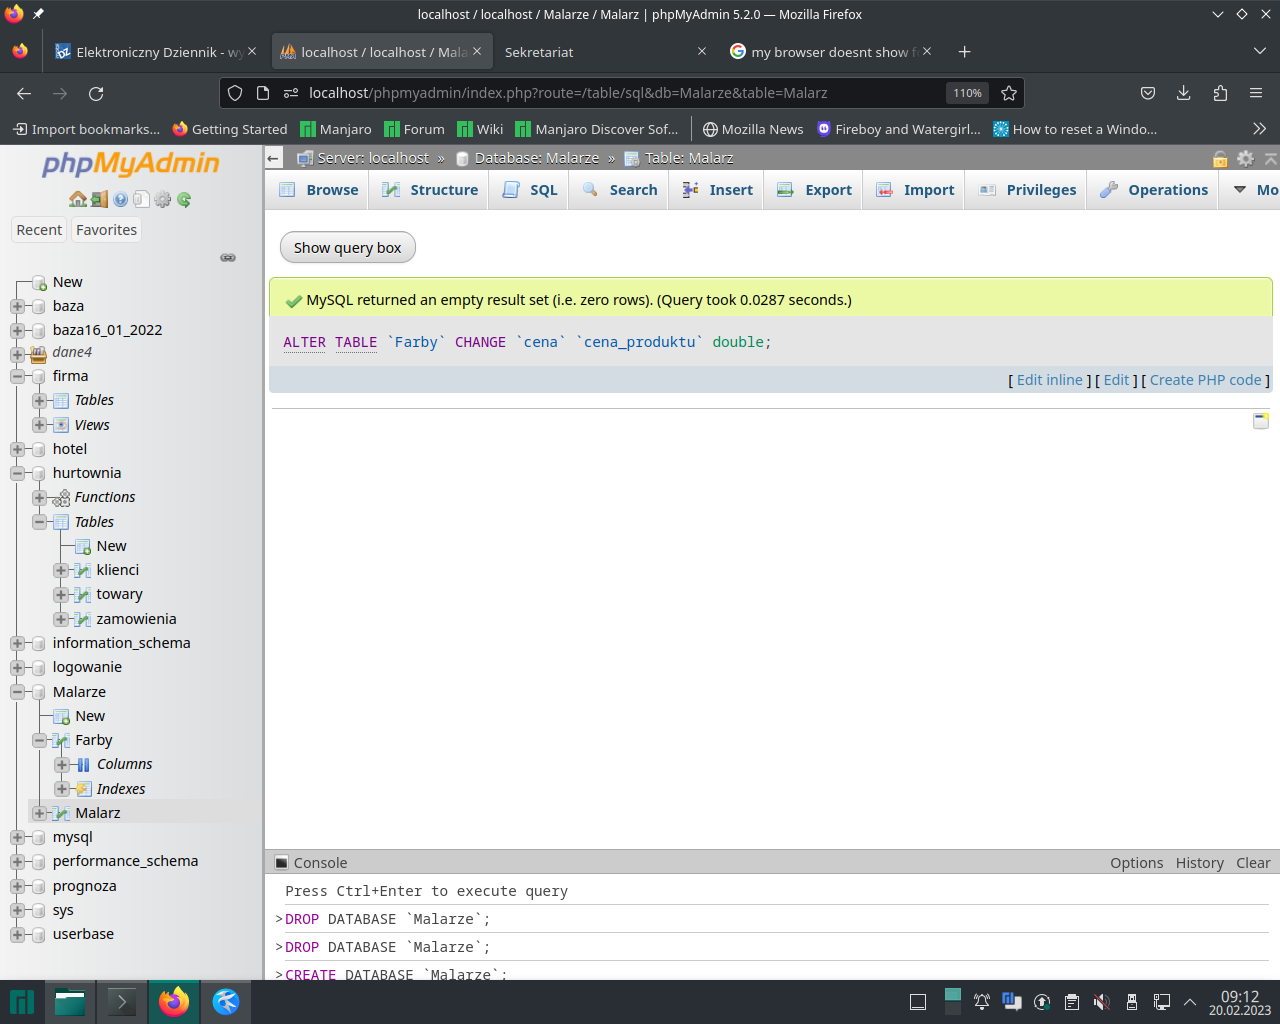 localhost / localhost / Malarze / Malarz | phpMyAdmin 5.2.0 — Mozilla Firefox
Elektroniczny Dziennik - wy
localhost / localhost / Mala
Sekretariat
my browser doesnt show f
localhost/phpmyadmin/index.php?route=/table/sql&db=Malarze&table=Malarz
110%
Import bookmarks...
Getting Started
Manjaro
Forum
Wiki
Manjaro Discover Sof...
Mozilla News
Fireboy and Watergirl...
How to reset a Windo...
phpMyAdmin
Recent
Favorites
New
baza
baza16_01_2022
dane4
firma
Tables
Views
hotel
hurtownia
Functions
Tables
New
klienci
towary
zamowienia
information_schema
logowanie
Malarze
New
Farby
Columns
Indexes
Malarz
mysql
performance_schema
prognoza
sys
userbase
Server: localhost » Database: Malarze » Table: Malarz
Browse
Structure
SQL
Search
Insert
Export
Import
Privileges
Operations
Mo
Show query box
MySQL returned an empty result set (i.e. zero rows). (Query took 0.0287 seconds.)
ALTER TABLE `Farby` CHANGE `cena` `cena_produktu` double;
[ Edit inline ] [ Edit ] [ Create PHP code ]
Console
Options
History
Clear
Press Ctrl+Enter to execute query
>DROP DATABASE `Malarze`;
>DROP DATABASE `Malarze`;
>CREATE DATABASE `Malarze`;
09:12
20.02.2023